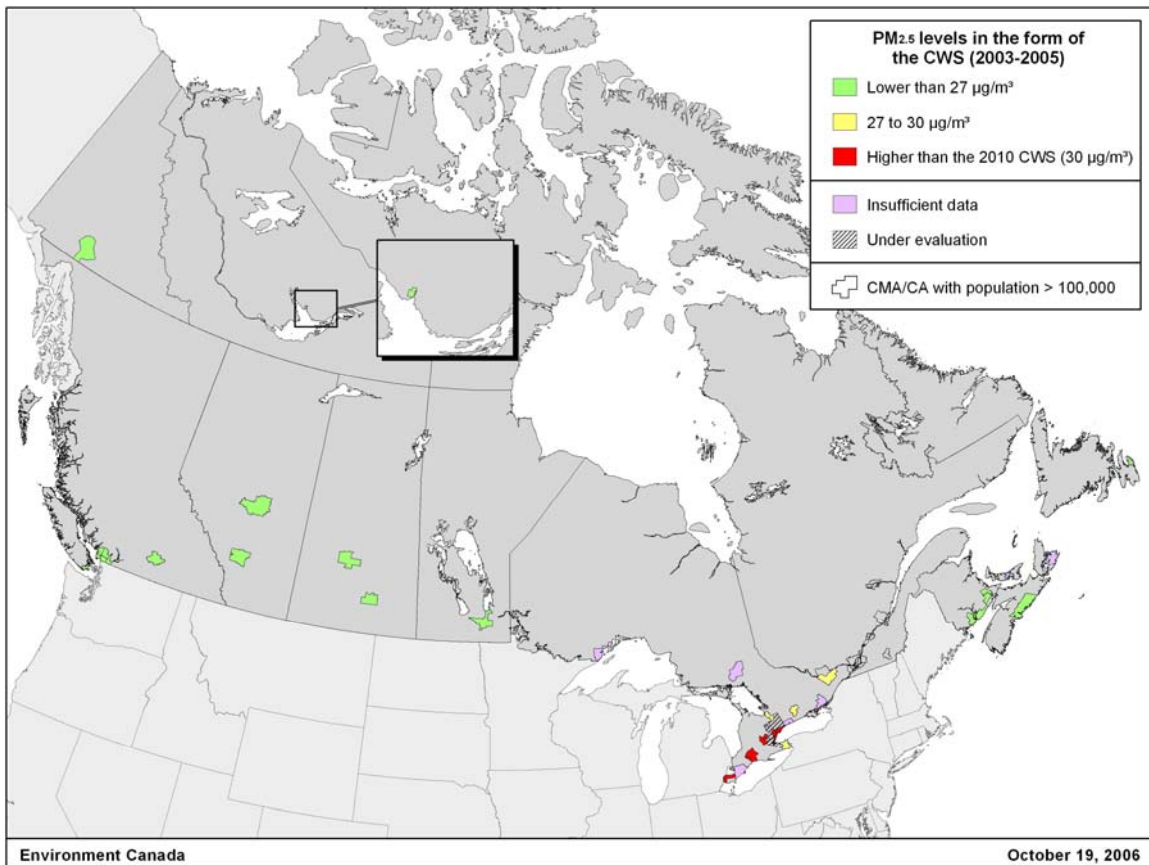 PM2.5 levels in the form of
the CWS (2003-2005)
Lower than 27 µg/m³
27 to 30 µg/m³
Higher than the 2010 CWS (30 µg/m³)
Insufficient data
Under evaluation
CMA/CA with population > 100,000
Environment Canada
October 19, 2006